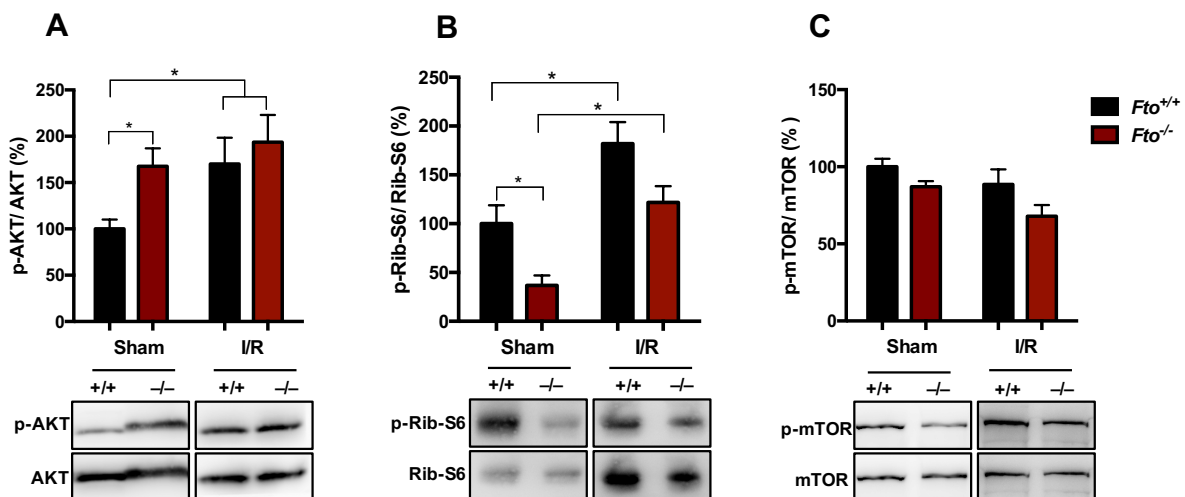 A
p-AKT/ AKT (%)
250
200
150
100
50
0
*
*
Sham
I/R
+/+
–/–
+/+
–/–
p-AKT
AKT
B
p-Rib-S6/ Rib-S6 (%)
250
200
150
100
50
0
*
*
*
Sham
I/R
+/+
–/–
+/+
–/–
p-Rib-S6
Rib-S6
C
p-mTOR/ mTOR (% )
150
100
50
0
Sham
I/R
+/+
–/–
+/+
–/–
p-mTOR
mTOR
Fto+/+
Fto-/-